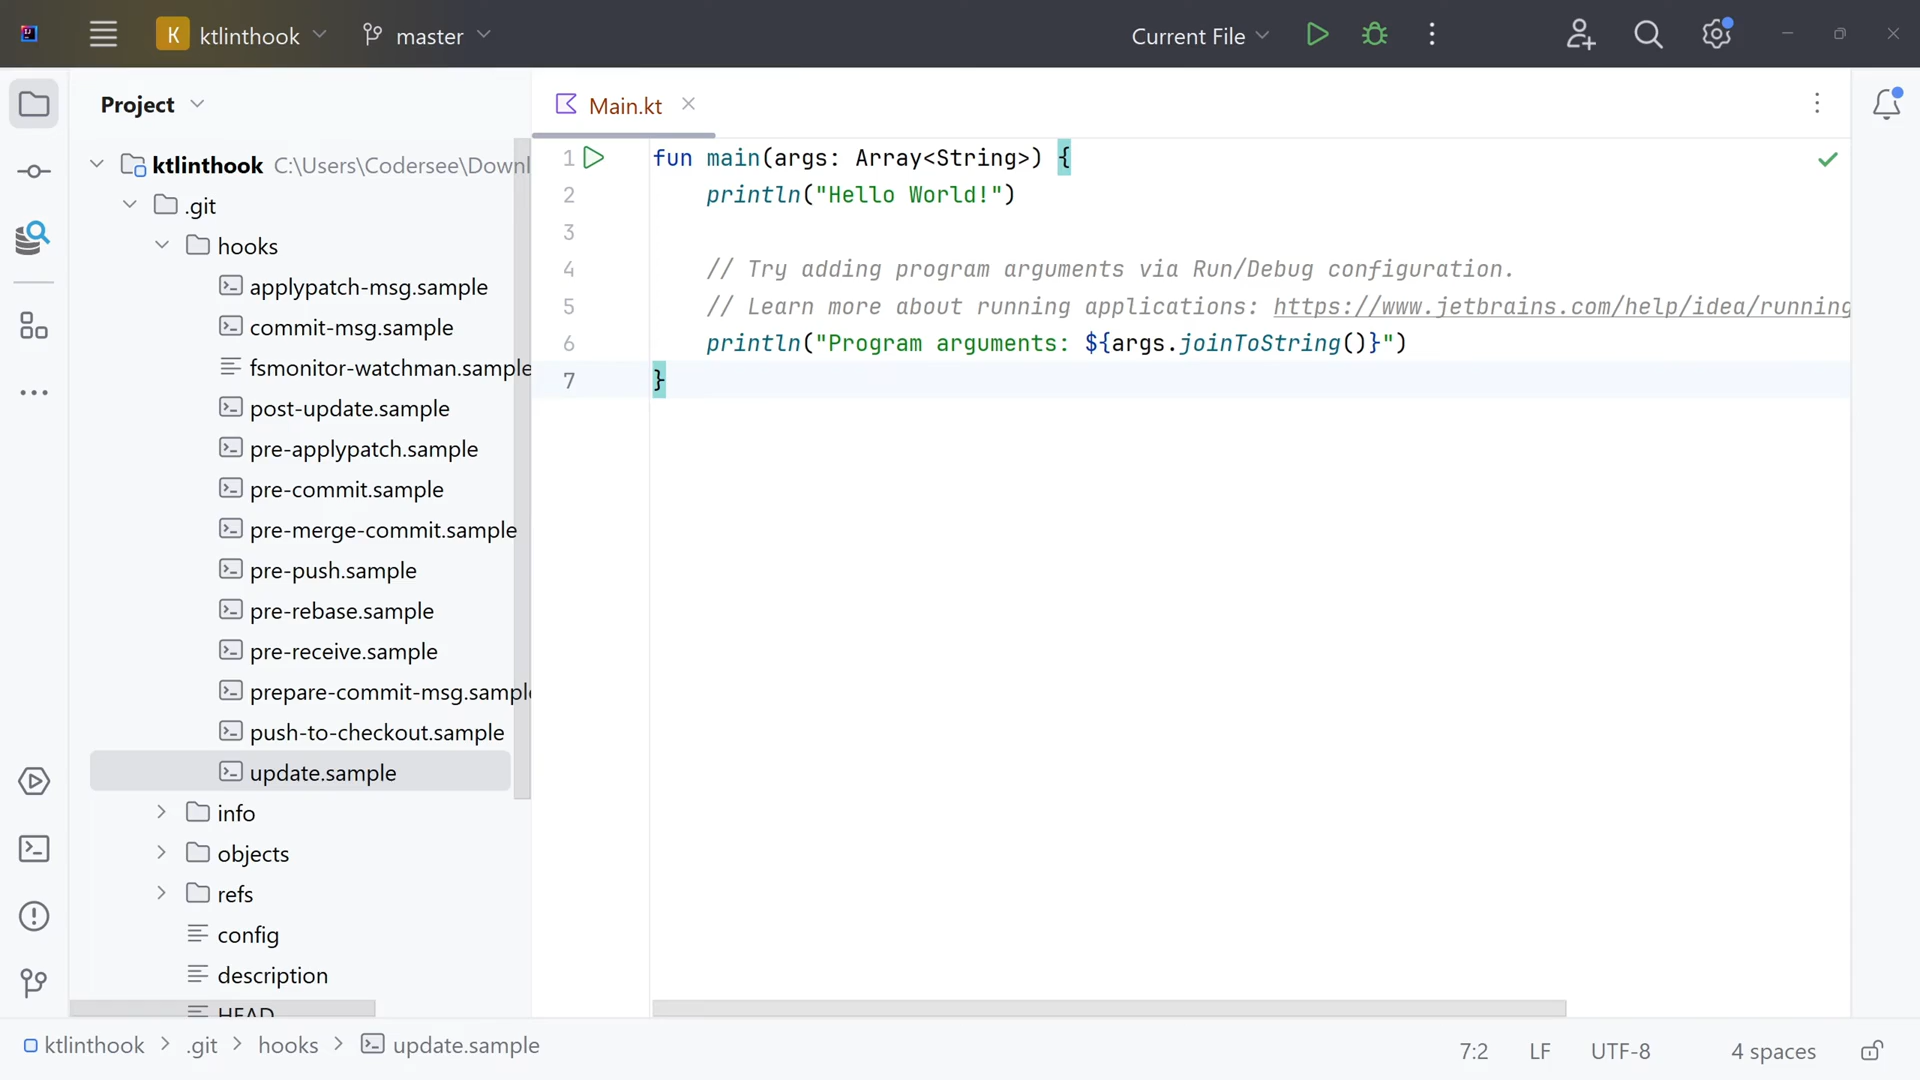 K ktlinthook master Current File
Project
Main.kt
ktlinthook C:\Users\Codersee\Downl
.git
hooks
applypatch-msg.sample
commit-msg.sample
fsmonitor-watchman.sample
post-update.sample
pre-applypatch.sample
pre-commit.sample
pre-merge-commit.sample
pre-push.sample
pre-rebase.sample
pre-receive.sample
prepare-commit-msg.sample
push-to-checkout.sample
update.sample
info
objects
refs
config
description
HEAD
1 fun main(args: Array<String>) {
2 println("Hello World!")
3
4 // Try adding program arguments via Run/Debug configuration.
5 // Learn more about running applications: https://www.jetbrains.com/help/idea/running
6 println("Program arguments: ${args.joinToString()}")
7 }
ktlinthook > .git > hooks > update.sample
7:2 LF UTF-8 4 spaces